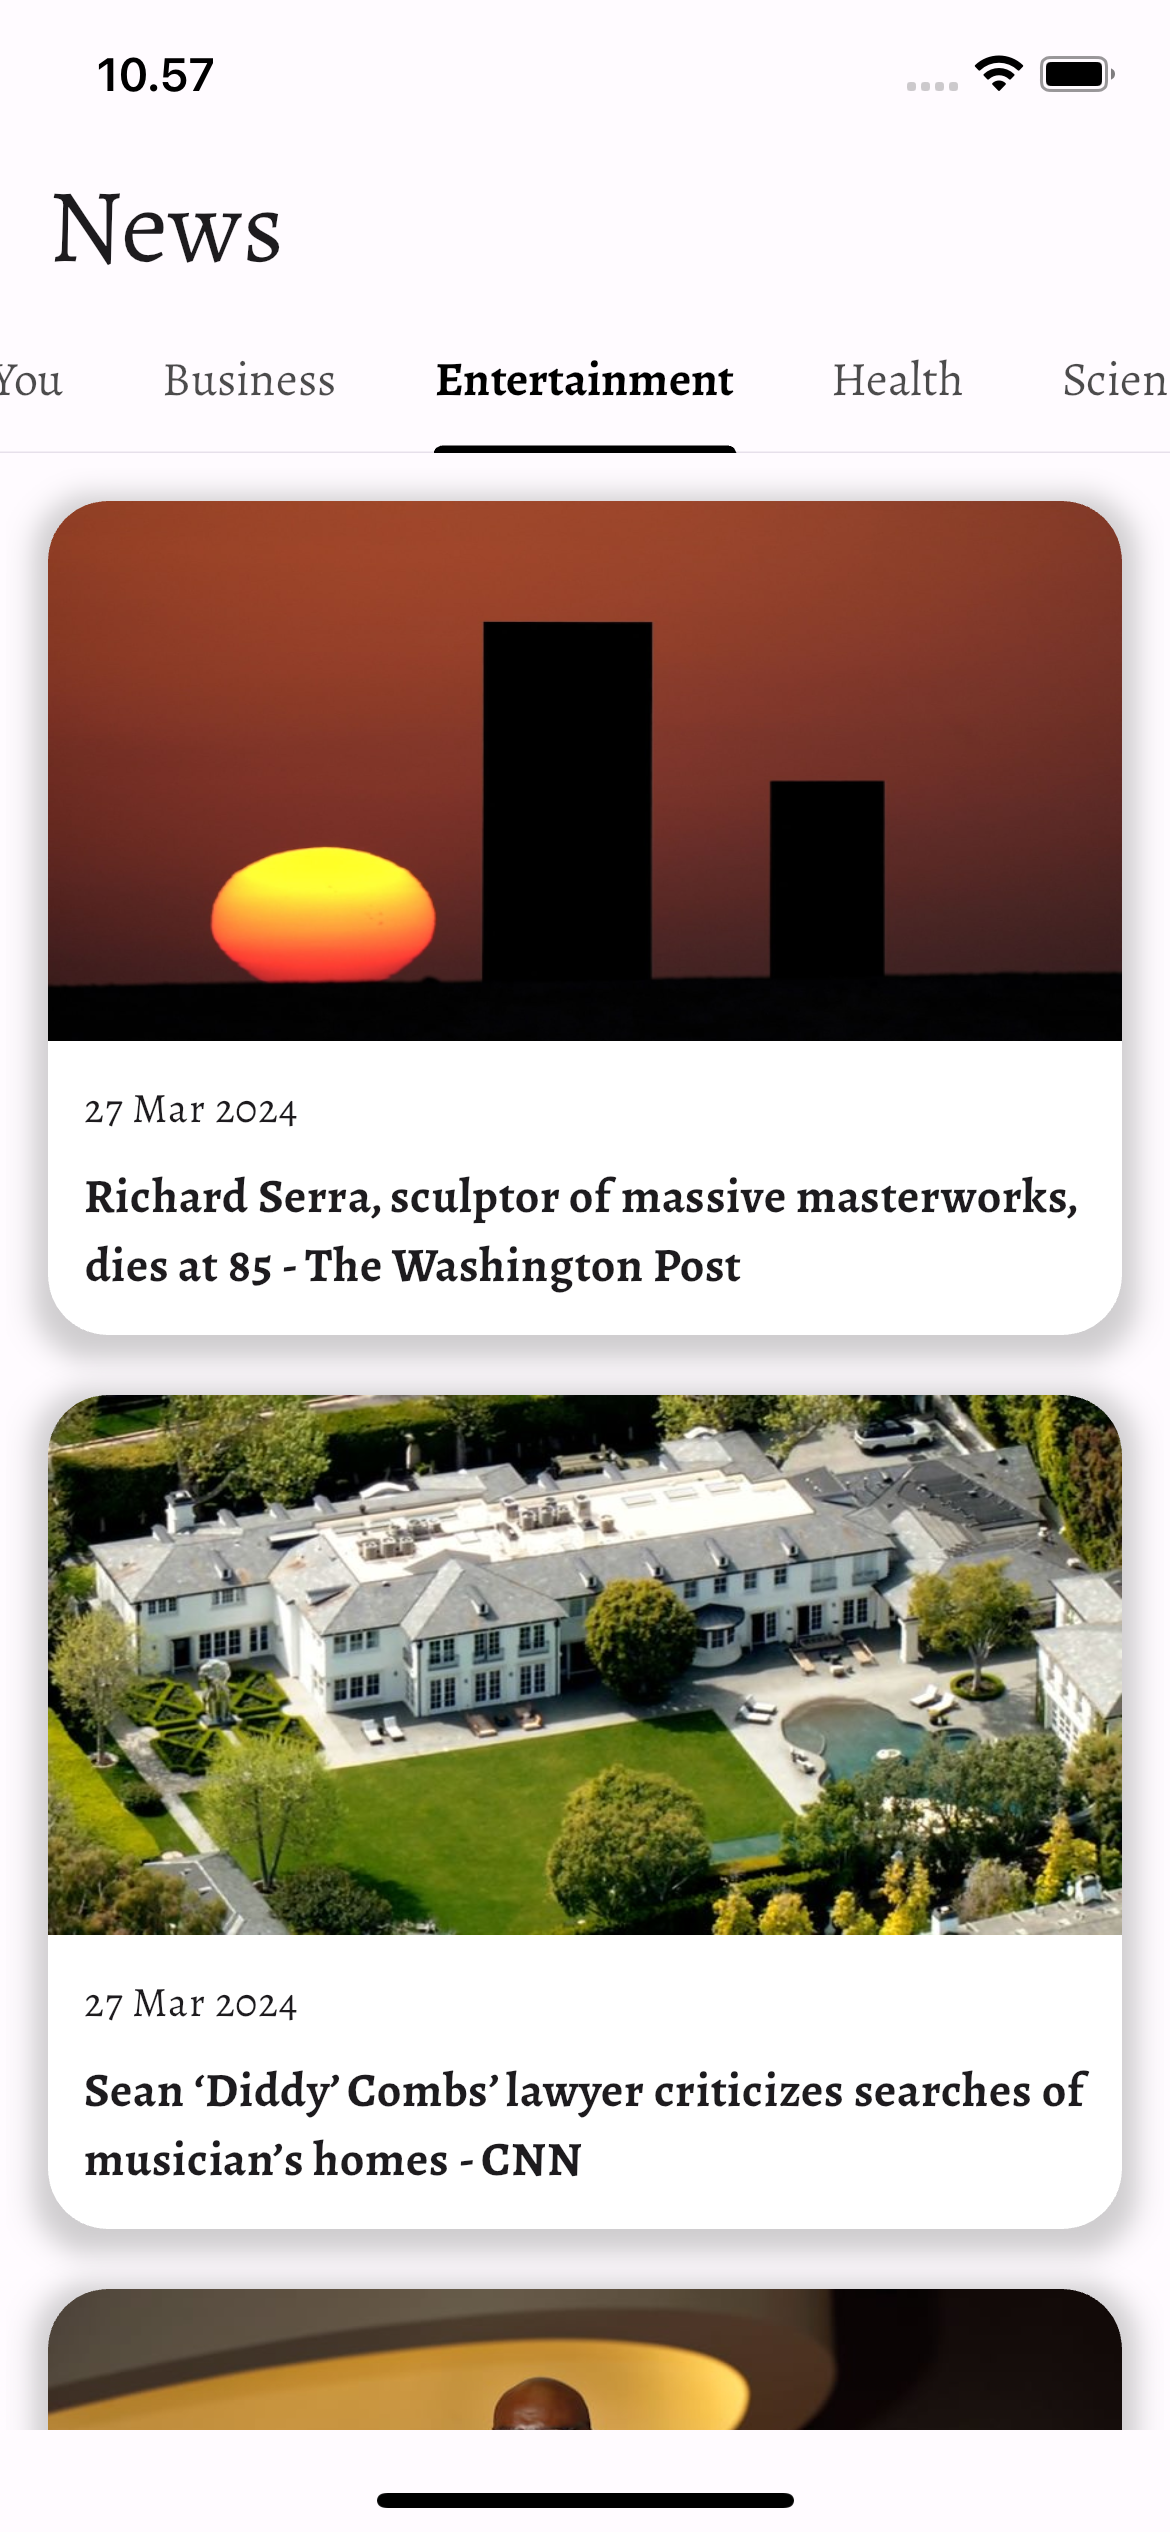 10.57
News
You Business Entertainment Health Scien
27 Mar 2024
Richard Serra, sculptor of massive masterworks,
dies at 85 - The Washington Post
27 Mar 2024
Sean ‘Diddy’ Combs’ lawyer criticizes searches of
musician’s homes - CNN